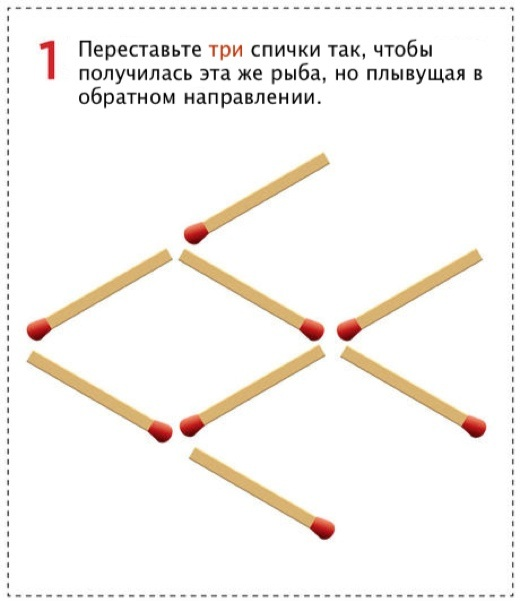 1 Переставьте три спички так, чтобы
получилась эта же рыба, но плывущая в
обратном направлении.